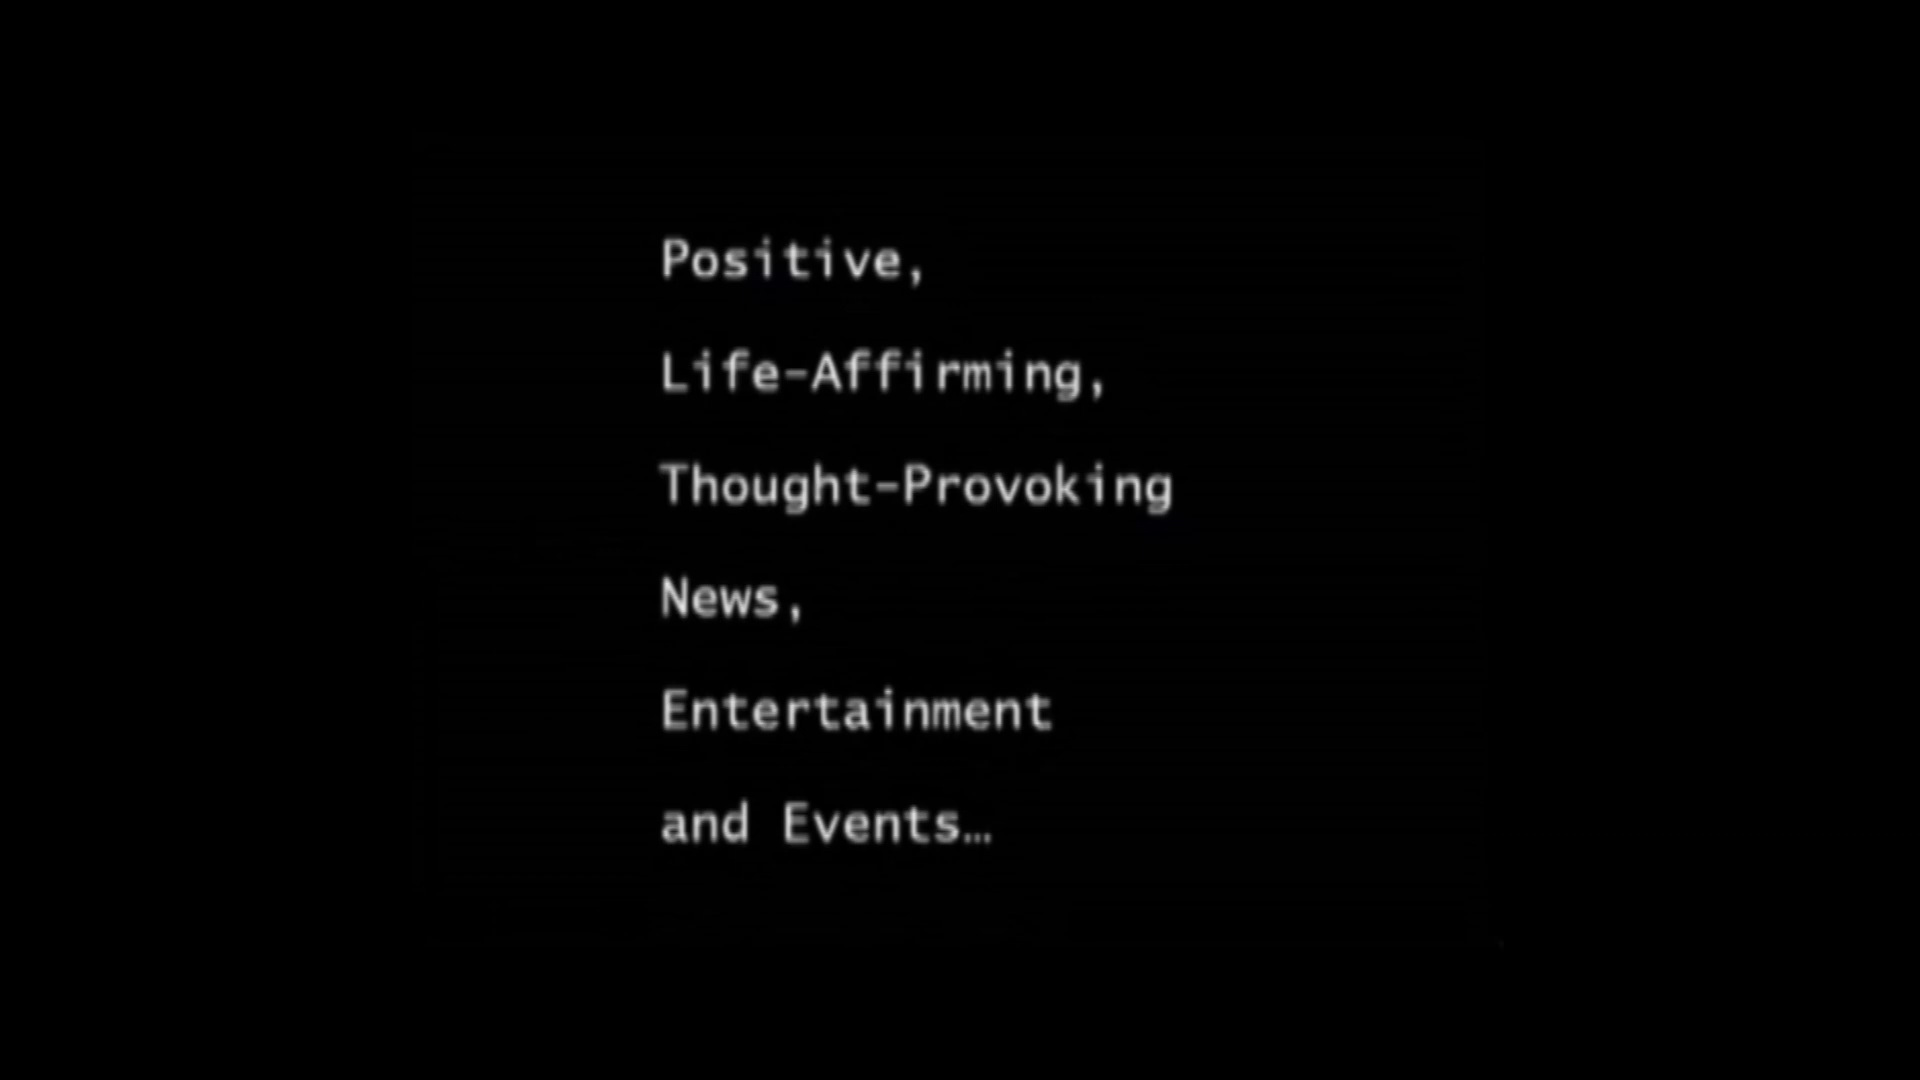 Positive,
Life-Affirming,
Thought-Provoking
News,
Entertainment
and Events…